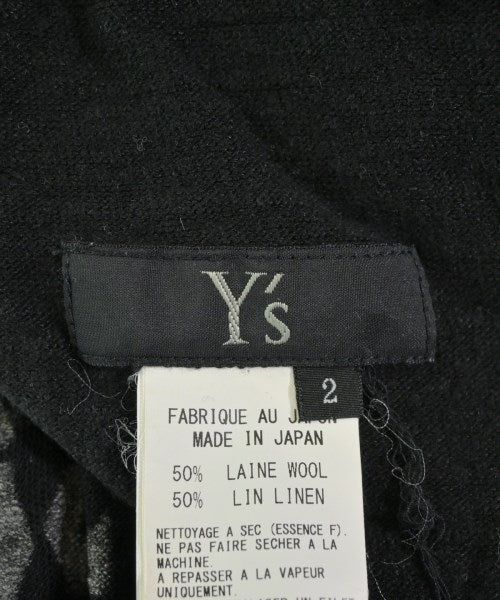 Y's
2
FABRIQUE AU JAPON
MADE IN JAPAN
50% LAINE WOOL
50% LIN LINEN
NETTOYAGE A SEC (ESSENCE F).
NE PAS FAIRE SECHER A LA
MACHINE.
A REPASSER A LA VAPEUR
UNIQUEMENT.